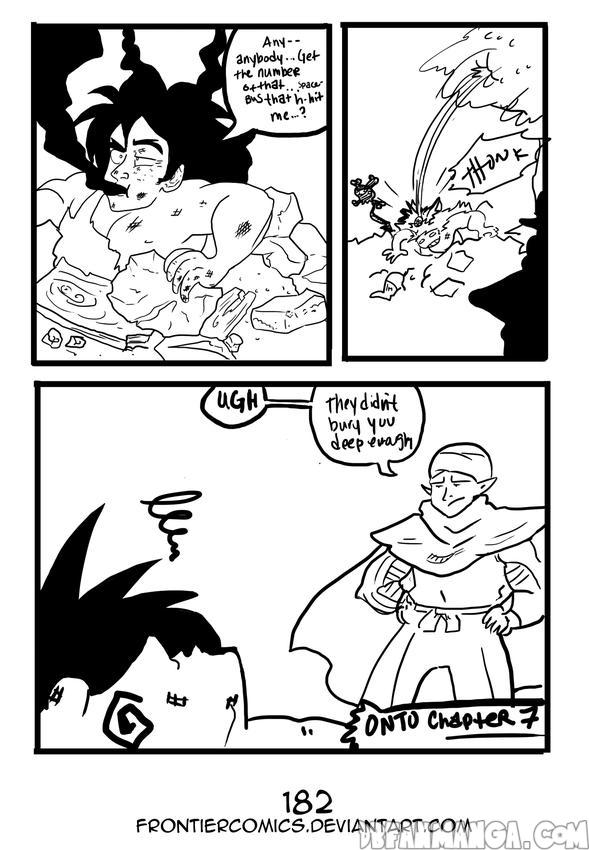 Any--
anybody... Get
the number
of that.. space-
Bus that h-hit
me...?
THONK
UGH
They didn't
bury you
deep enough
ONTO Chapter 7
182
FRONTIERCOMICS.DEVIANTART.COM
DBFANMANGA.COM